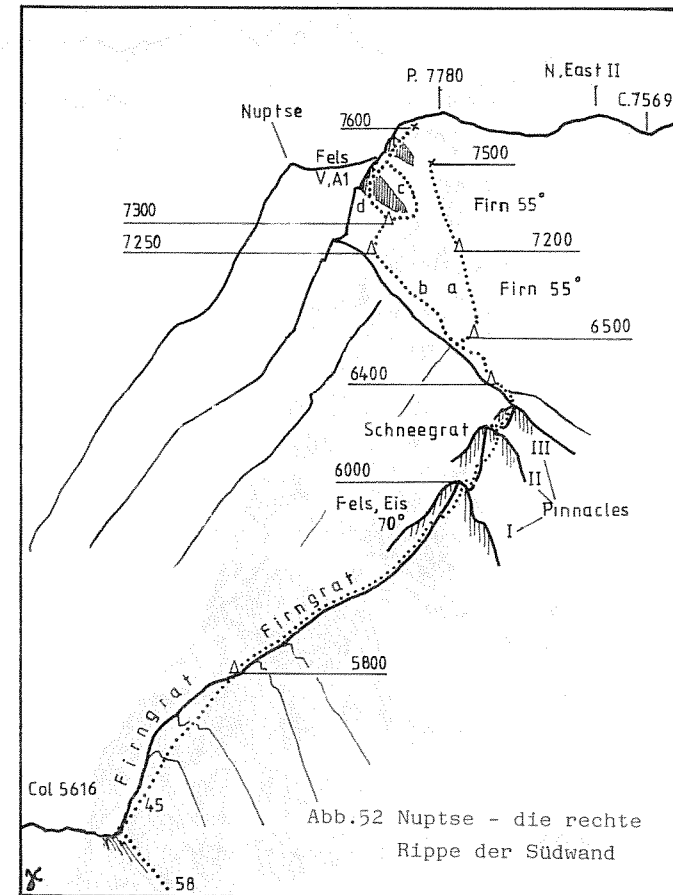 P. 7780
N.East II
C.7569
Nuptse
7600
Fels
V,A1
7500
c
d
Firn 55°
7300
7250
7200
b
a
Firn 55°
6500
6400
Schneegrat
III
6000
II
Fels, Eis
70°
Pinnacles
I
Firngrat
5800
Firngrat
Col 5616
45
58
Abb.52 Nuptse - die rechte
Rippe der Südwand